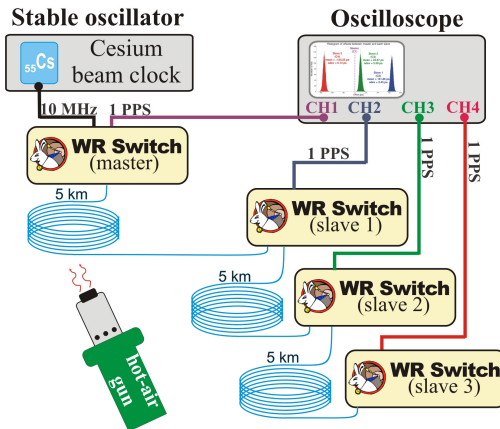 Stable oscillator
Oscilloscope
55Cs
Cesium
beam clock
CH1 CH2 CH3 CH4
10 MHz
1 PPS
WR Switch
(master)
1 PPS
1 PPS
1 PPS
5 km
WR Switch
(slave 1)
5 km
WR Switch
(slave 2)
5 km
WR Switch
(slave 3)
hot-air
gun